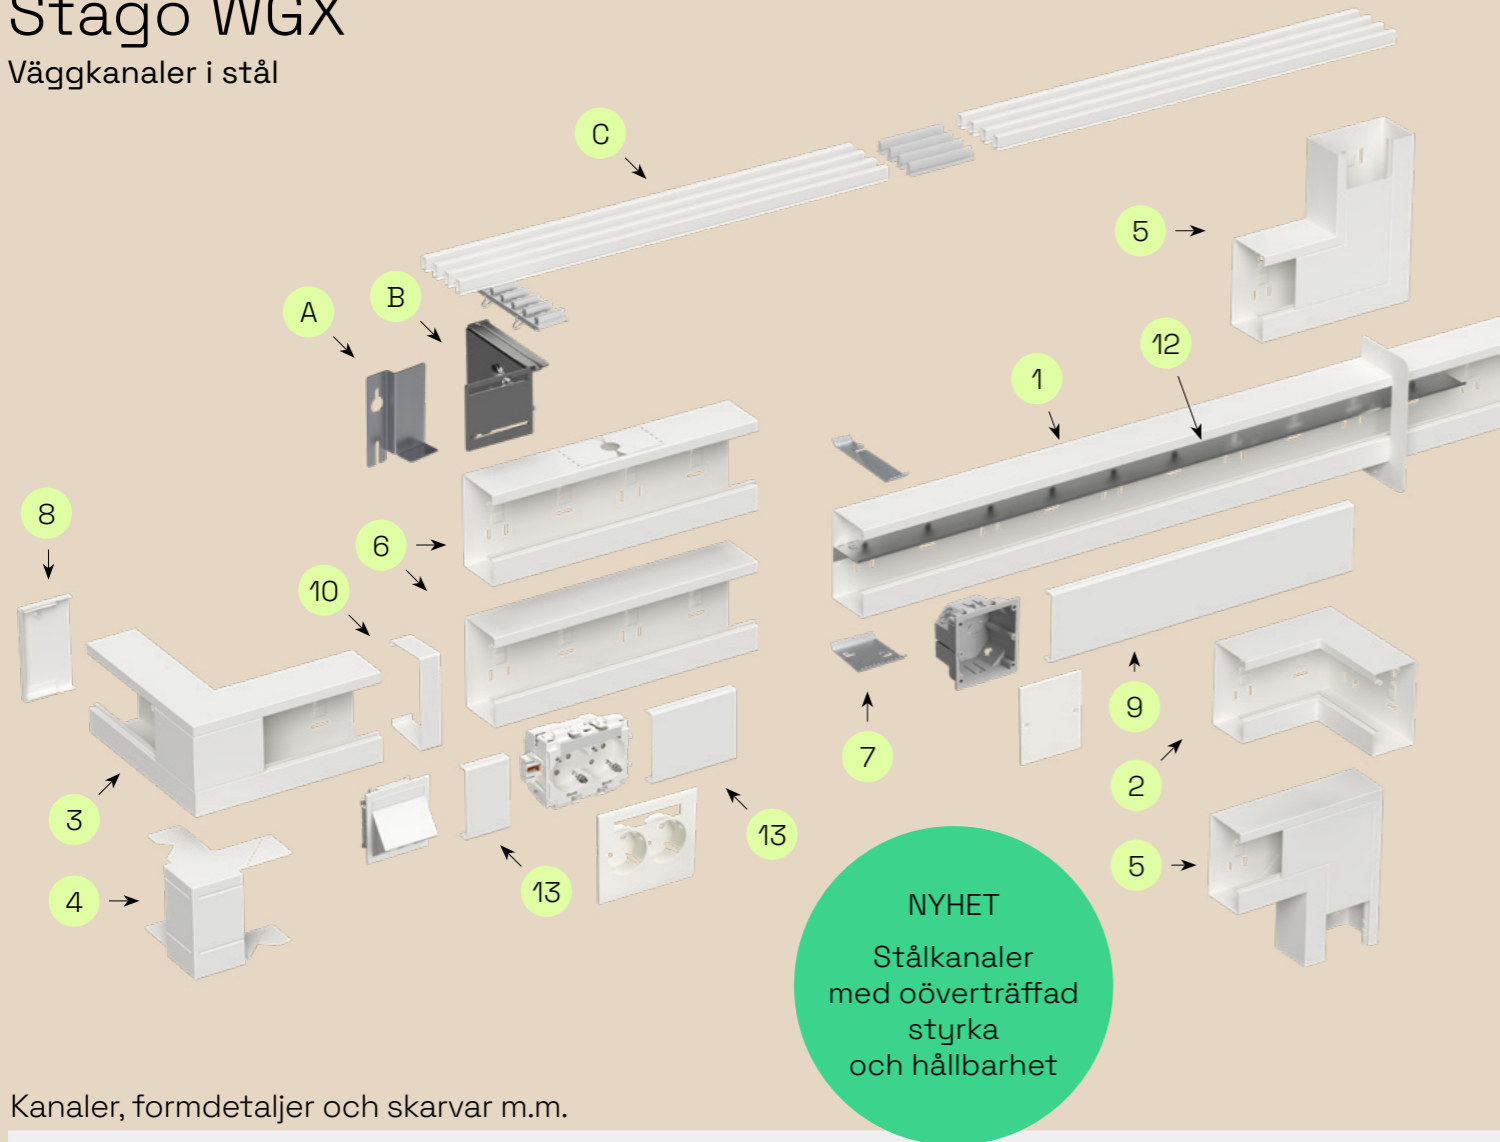 Stago WGX
Väggkanaler i stål
C
5
B
A
12
1
8
6
10
9
7
2
3
13
5
13
4
NYHET
Stålkanaler
med oöverträffad
styrka
och hållbarhet
Kanaler, formdetaljer och skarvar m.m.